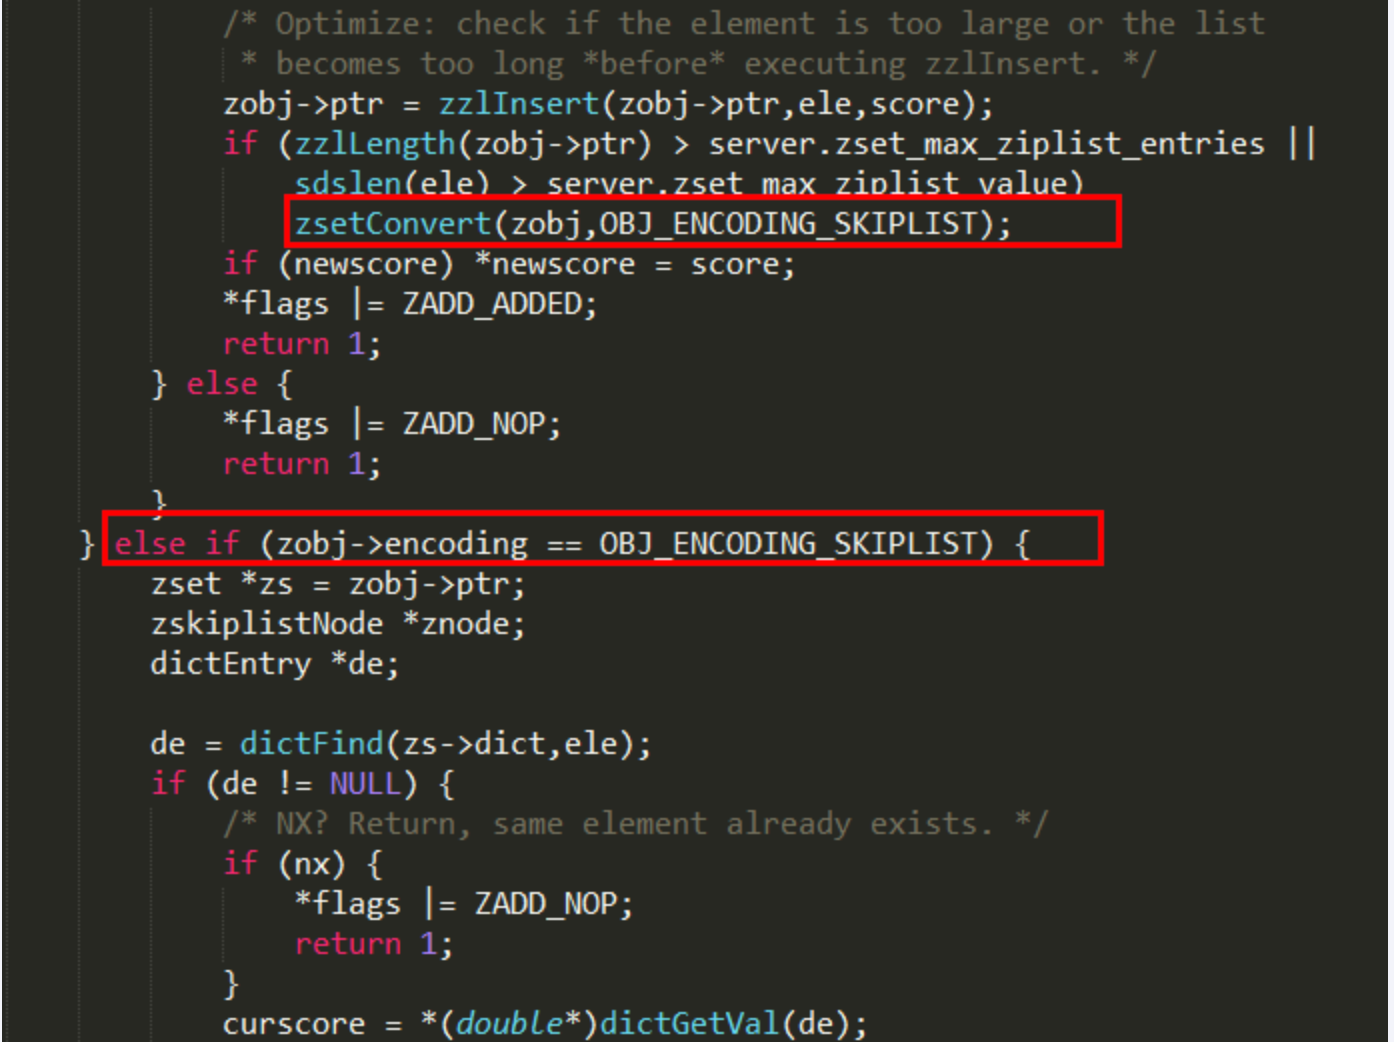 /* Optimize: check if the element is too large or the list
* becomes too long *before* executing zzlInsert. */
zobj->ptr = zzlInsert(zobj->ptr,ele,score);
if (zzlLength(zobj->ptr) > server.zset_max_ziplist_entries ||
sdslen(ele) > server.zset_max_ziplist_value)
zsetConvert(zobj,OBJ_ENCODING_SKIPLIST);
if (newscore) *newscore = score;
*flags |= ZADD_ADDED;
return 1;
} else {
*flags |= ZADD_NOP;
return 1;
}
} else if (zobj->encoding == OBJ_ENCODING_SKIPLIST) {
zset *zs = zobj->ptr;
zskiplistNode *znode;
dictEntry *de;
de = dictFind(zs->dict,ele);
if (de != NULL) {
/* NX? Return, same element already exists. */
if (nx) {
*flags |= ZADD_NOP;
return 1;
}
curscore = *(double*)dictGetVal(de);